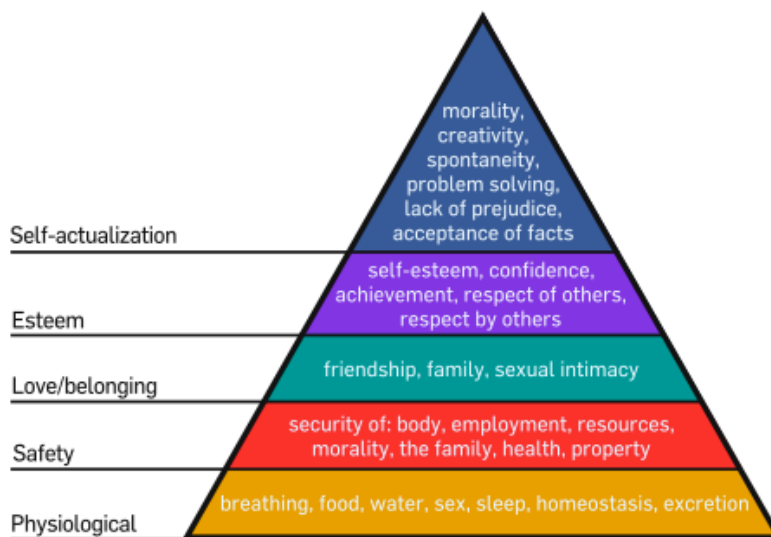 morality,
creativity,
spontaneity,
problem solving,
lack of prejudice,
acceptance of facts
Self-actualization
self-esteem, confidence,
achievement, respect of others,
respect by others
Esteem
friendship, family, sexual intimacy
Love/belonging
security of: body, employment, resources,
morality, the family, health, property
Safety
breathing, food, water, sex, sleep, homeostasis, excretion
Physiological